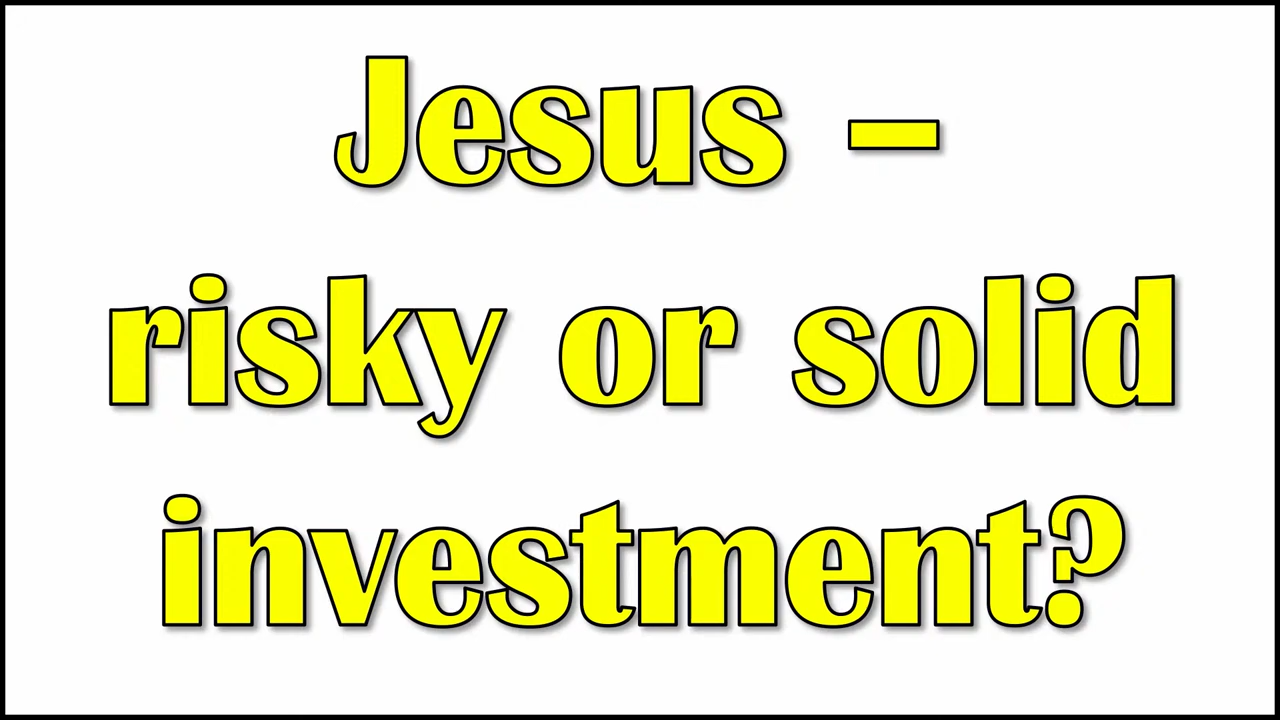 Jesus –
risky or solid
investment?